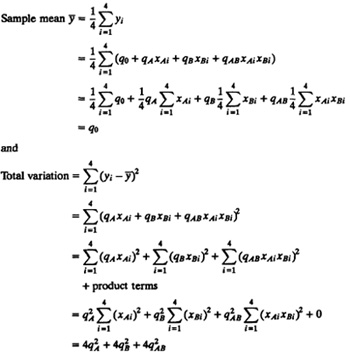 Sample mean ȳ = 1/4 ∑_{i=1}^{4} y_i
= 1/4 ∑_{i=1}^{4} (q_0 + q_A x_{Ai} + q_B x_{Bi} + q_{AB} x_{Ai} x_{Bi})
= 1/4 ∑_{i=1}^{4} q_0 + 1/4 q_A ∑_{i=1}^{4} x_{Ai} + q_B 1/4 ∑_{i=1}^{4} x_{Bi} + q_{AB} 1/4 ∑_{i=1}^{4} x_{Ai} x_{Bi}
= q_0
and
Total variation = ∑_{i=1}^{4} (y_i − ȳ)^2
= ∑_{i=1}^{4} (q_A x_{Ai} + q_B x_{Bi} + q_{AB} x_{Ai} x_{Bi})^2
= ∑_{i=1}^{4} (q_A x_{Ai})^2 + ∑_{i=1}^{4} (q_B x_{Bi})^2 + ∑_{i=1}^{4} (q_{AB} x_{Ai} x_{Bi})^2
+ product terms
= q_A^2 ∑_{i=1}^{4} (x_{Ai})^2 + q_B^2 ∑_{i=1}^{4} (x_{Bi})^2 + q_{AB}^2 ∑_{i=1}^{4} (x_{Ai} x_{Bi})^2 + 0
= 4q_A^2 + 4q_B^2 + 4q_{AB}^2